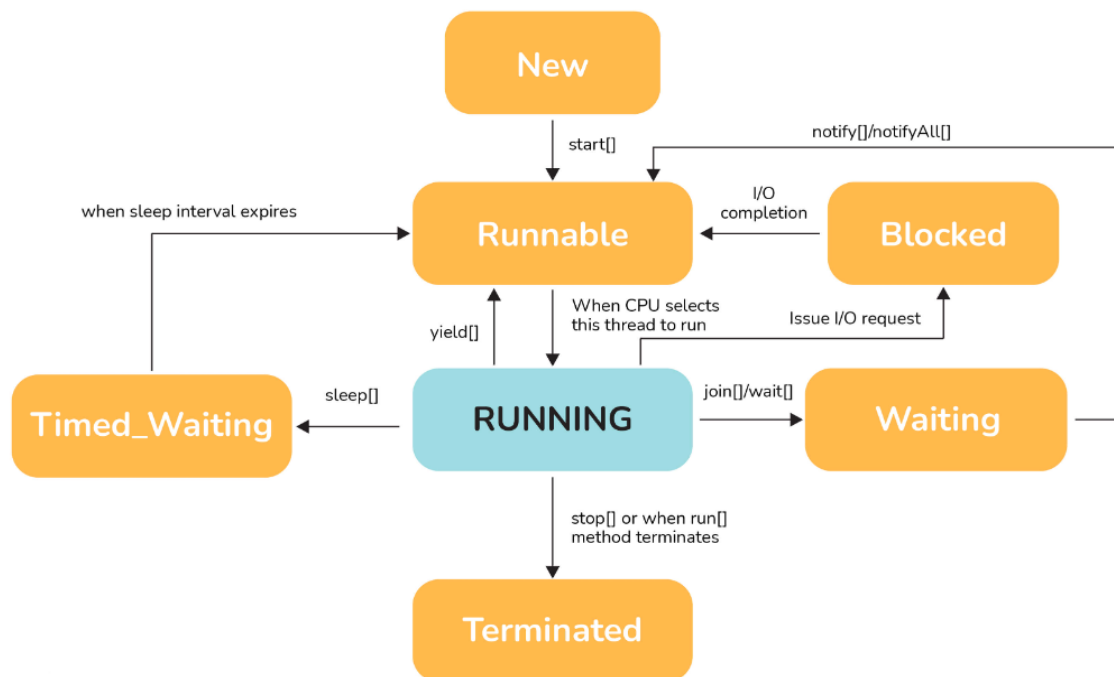 New
start[]
notify[]/notifyAll[]
when sleep interval expires
Runnable
I/O
completion
Blocked
yield[]
When CPU selects
this thread to run
Issue I/O request
Timed_Waiting
sleep[]
RUNNING
join[]/wait[]
Waiting
stop[] or when run[]
method terminates
Terminated